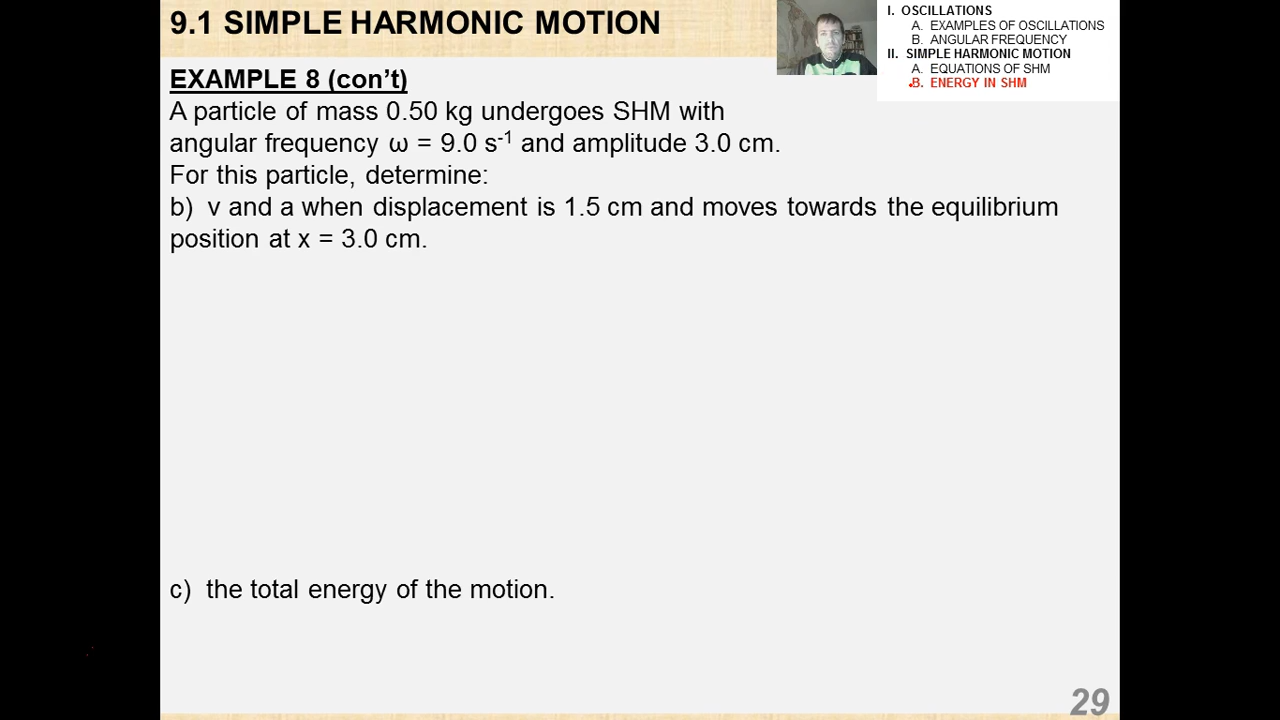 9.1 SIMPLE HARMONIC MOTION
I. OSCILLATIONS
A. EXAMPLES OF OSCILLATIONS
B. ANGULAR FREQUENCY
II. SIMPLE HARMONIC MOTION
A. EQUATIONS OF SHM
B. ENERGY IN SHM
EXAMPLE 8 (con’t)
A particle of mass 0.50 kg undergoes SHM with
angular frequency ω = 9.0 s⁻¹ and amplitude 3.0 cm.
For this particle, determine:
b) v and a when displacement is 1.5 cm and moves towards the equilibrium
position at x = 3.0 cm.
c) the total energy of the motion.
29